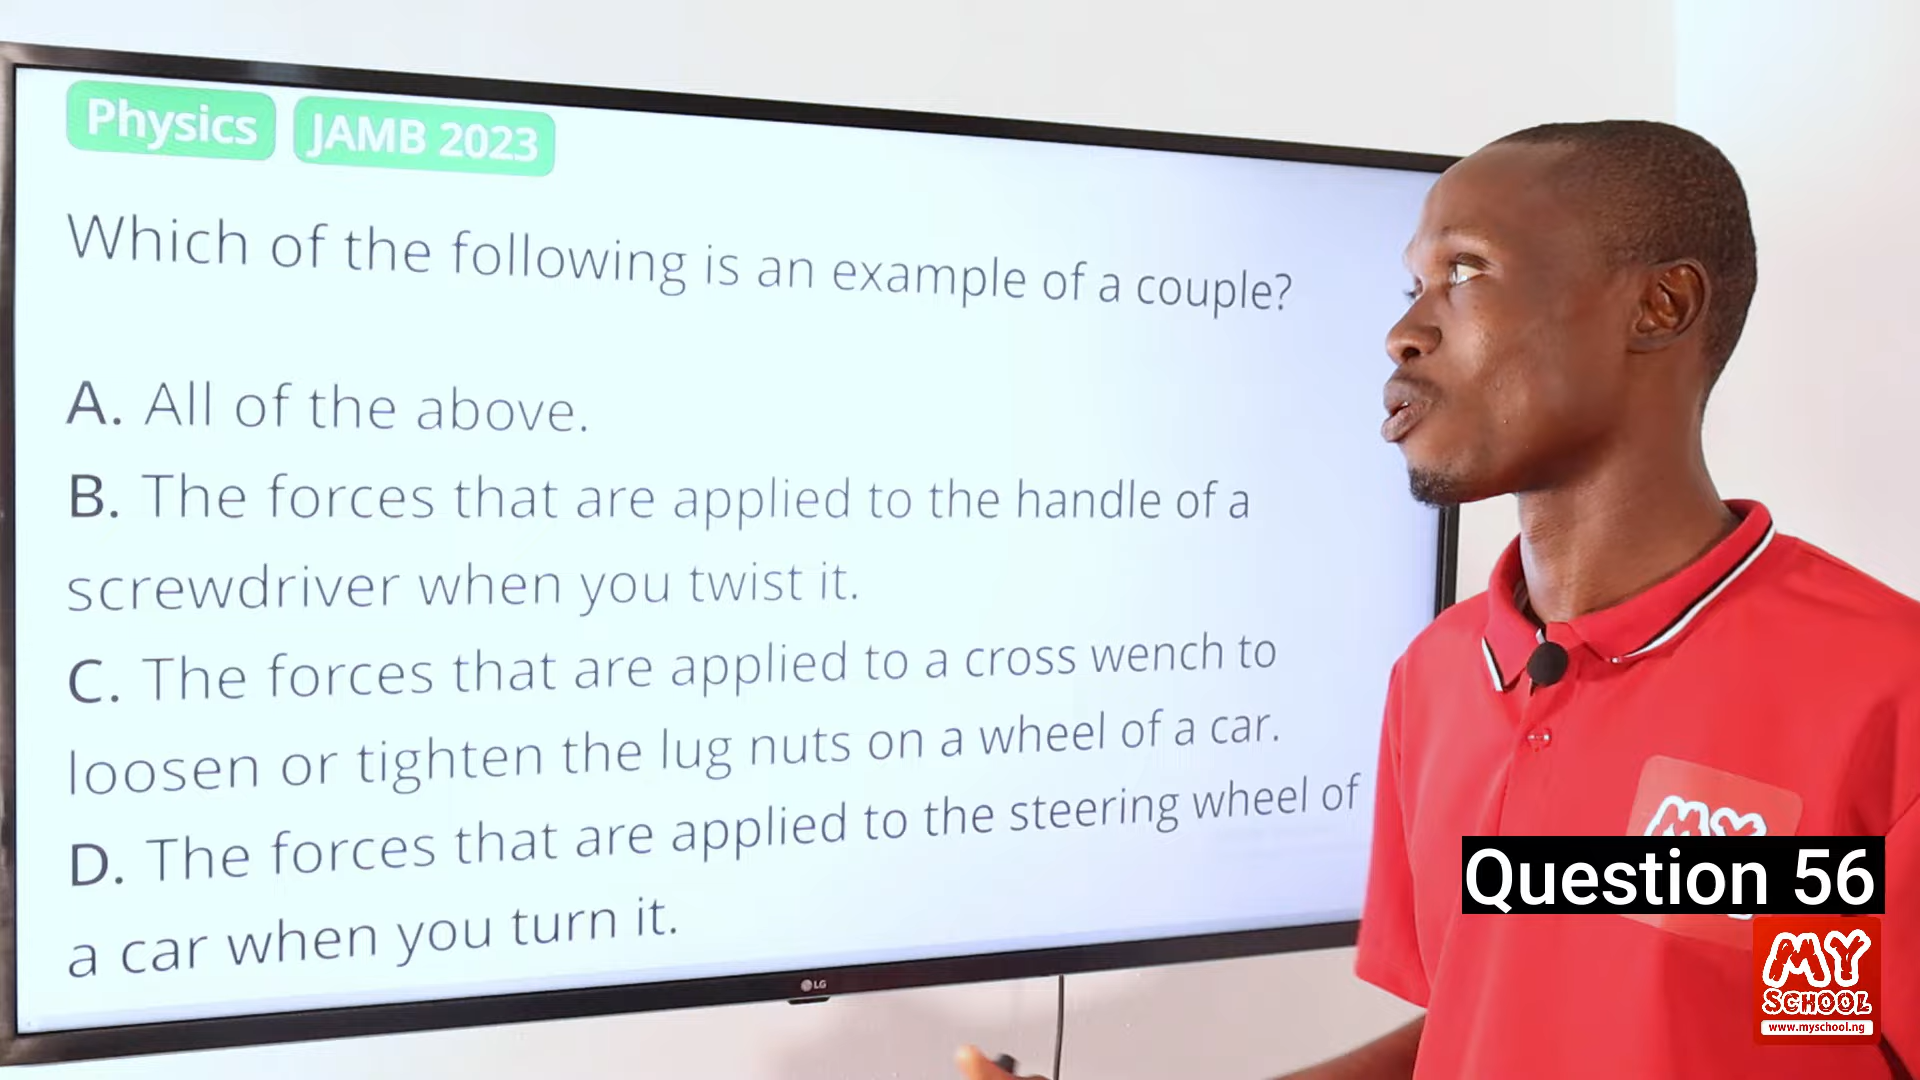 Physics JAMB 2023
Which of the following is an example of a couple?
A. All of the above.
B. The forces that are applied to the handle of a
screwdriver when you twist it.
C. The forces that are applied to a cross wench to
loosen or tighten the lug nuts on a wheel of a car.
D. The forces that are applied to the steering wheel of
a car when you turn it.
LG
MY
Question 56
MY
SCHOOL
www.myschool.ng